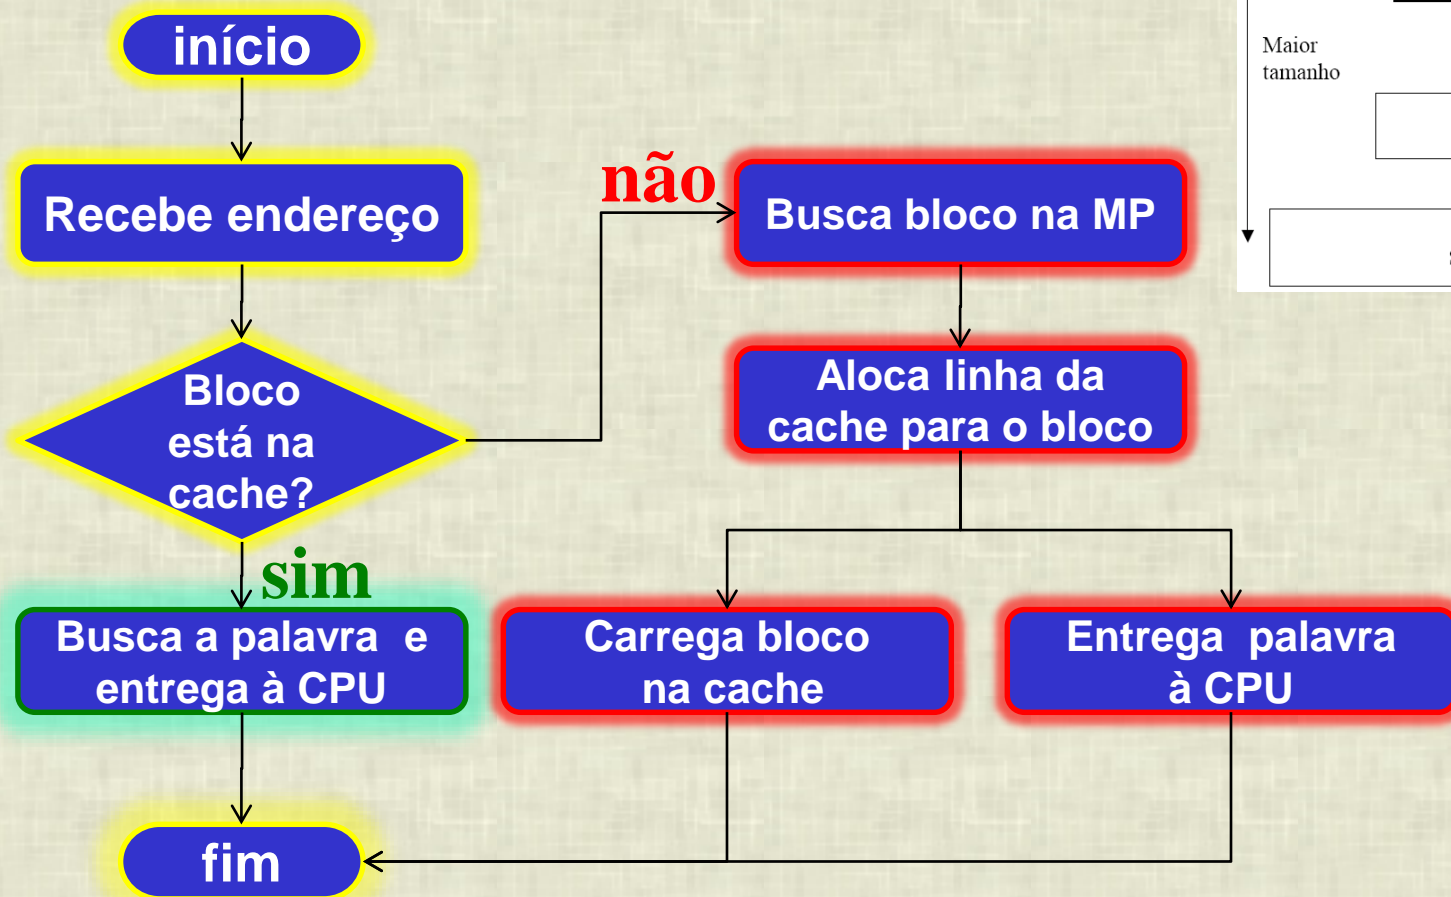 início
Recebe endereço
Bloco
está na
cache?
sim
Busca a palavra e
entrega à CPU
fim
não
Busca bloco na MP
Aloca linha da
cache para o bloco
Carrega bloco
na cache
Entrega palavra
à CPU
Maior
tamanho